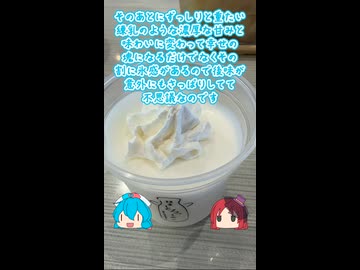 そのあとにずっしりと重たい
練乳のような濃厚な甘みと
味わいに変わって幸せの
塊になるだけでなくその
割に氷感があるので後味が
意外にもさっぱりしてて
不思議なのです